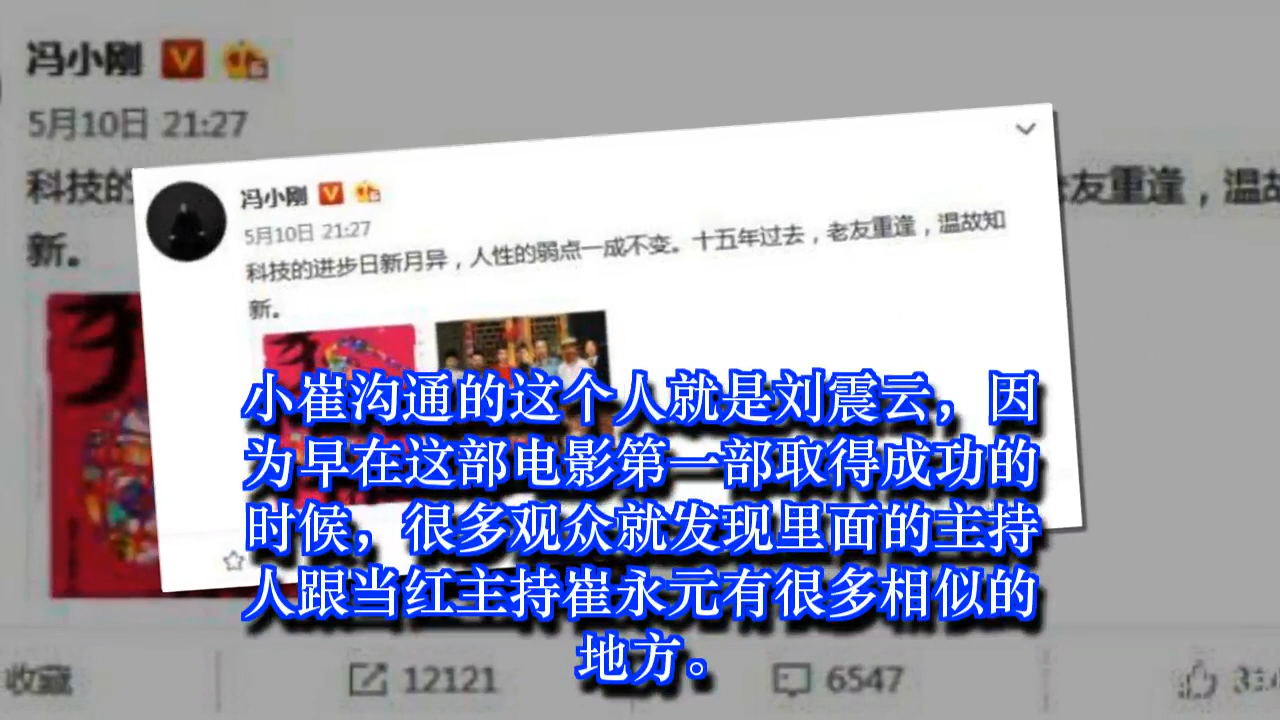 冯小刚
5月10日 21:27
科技的
老友重逢，温故知
新。
冯小刚
5月10日 21:27
科技的进步日新月异，人性的弱点一成不变。十五年过去，老友重逢，温故知
新。
小崔沟通的这个人就是刘震云，因
为早在这部电影第一部取得成功的
时候，很多观众就发现里面的主持
人跟当红主持崔永元有很多相似的
地方。
收藏
12121
6547